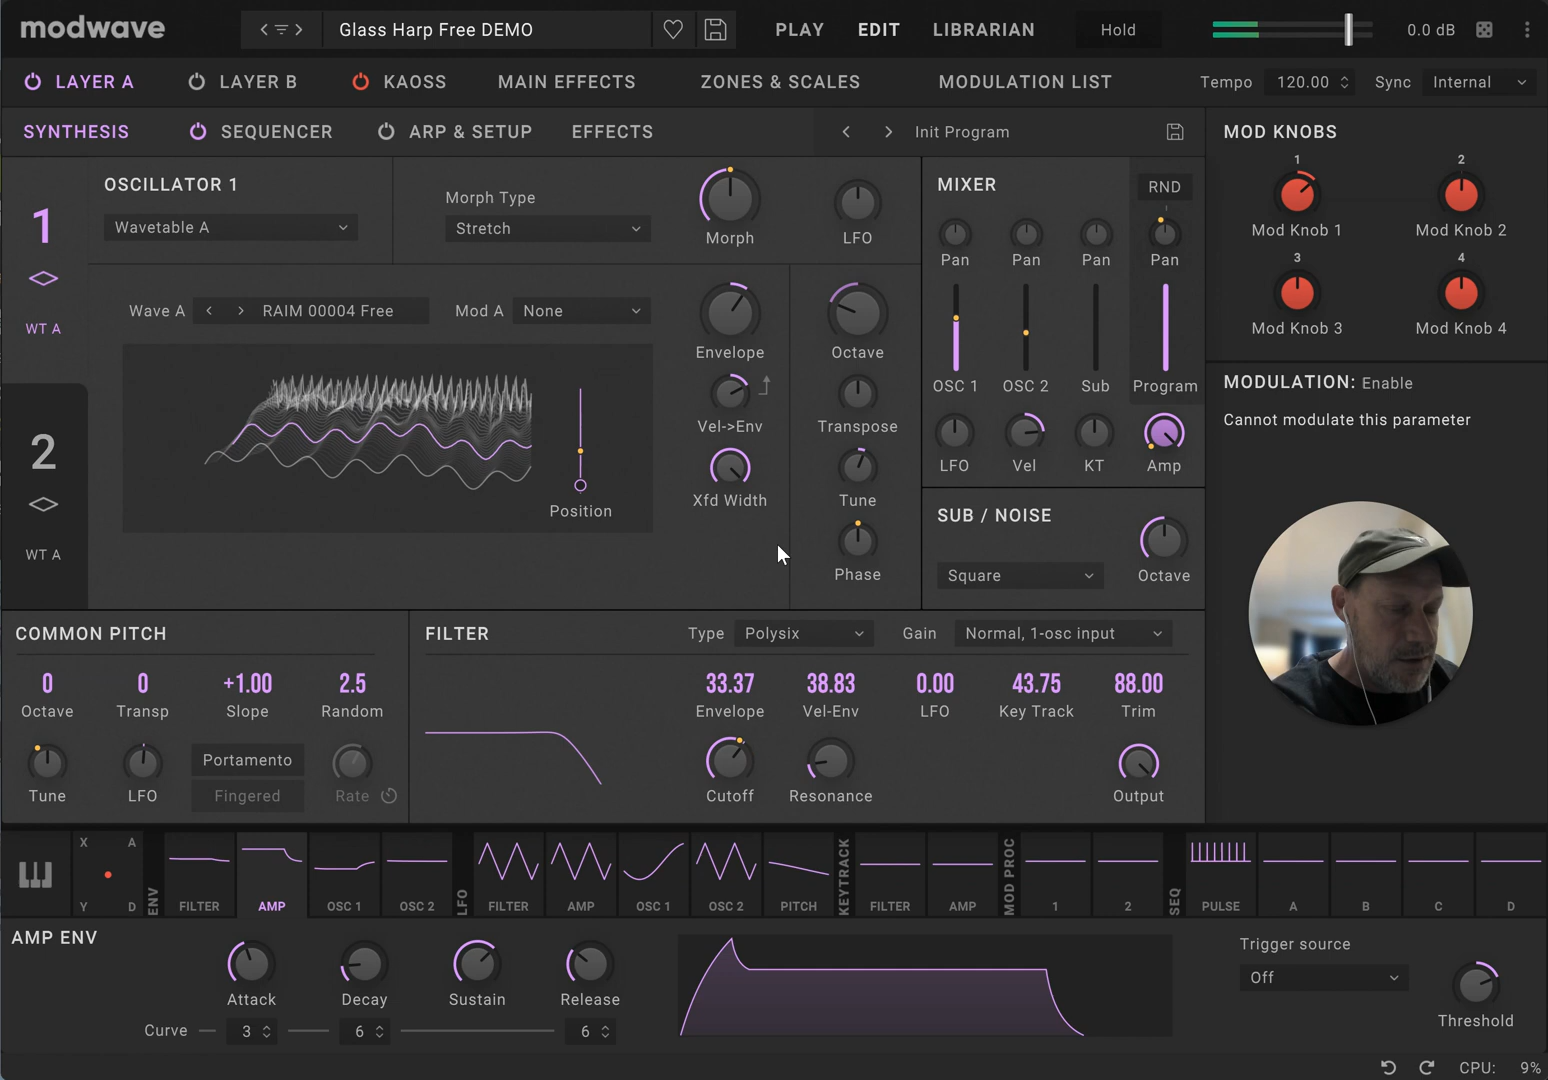 modwave
Glass Harp Free DEMO
PLAY
EDIT
LIBRARIAN
Hold
0.0 dB
LAYER A
LAYER B
KAOSS
MAIN EFFECTS
ZONES & SCALES
MODULATION LIST
Tempo
120.00
Sync
Internal
SYNTHESIS
SEQUENCER
ARP & SETUP
EFFECTS
Init Program
MOD KNOBS
1
2
Mod Knob 1
Mod Knob 2
3
4
Mod Knob 3
Mod Knob 4
1
WT A
2
WT A
OSCILLATOR 1
Wavetable A
Morph Type
Stretch
Morph
LFO
Wave A
RAIM 00004 Free
Mod A
None
Position
Envelope
Vel->Env
Xfd Width
Octave
Transpose
Tune
Phase
MIXER
RND
Pan
Pan
Pan
Pan
OSC 1
OSC 2
Sub
Program
LFO
Vel
KT
Amp
SUB / NOISE
Square
Octave
MODULATION: Enable
Cannot modulate this parameter
COMMON PITCH
0
0
+1.00
2.5
Octave
Transp
Slope
Random
Portamento
Fingered
Tune
LFO
Rate
FILTER
Type
Polysix
Gain
Normal, 1-osc input
33.37
38.83
0.00
43.75
88.00
Envelope
Vel-Env
LFO
Key Track
Trim
Cutoff
Resonance
Output
X
A
Y
D
ENV
FILTER
AMP
OSC 1
OSC 2
LFO
FILTER
AMP
OSC 1
OSC 2
PITCH
KEYTRACK
FILTER
AMP
MOD PROC
1
2
SEQ
PULSE
A
B
C
D
AMP ENV
Attack
Decay
Sustain
Release
Curve
3
6
6
Trigger source
Off
Threshold
CPU:
9%